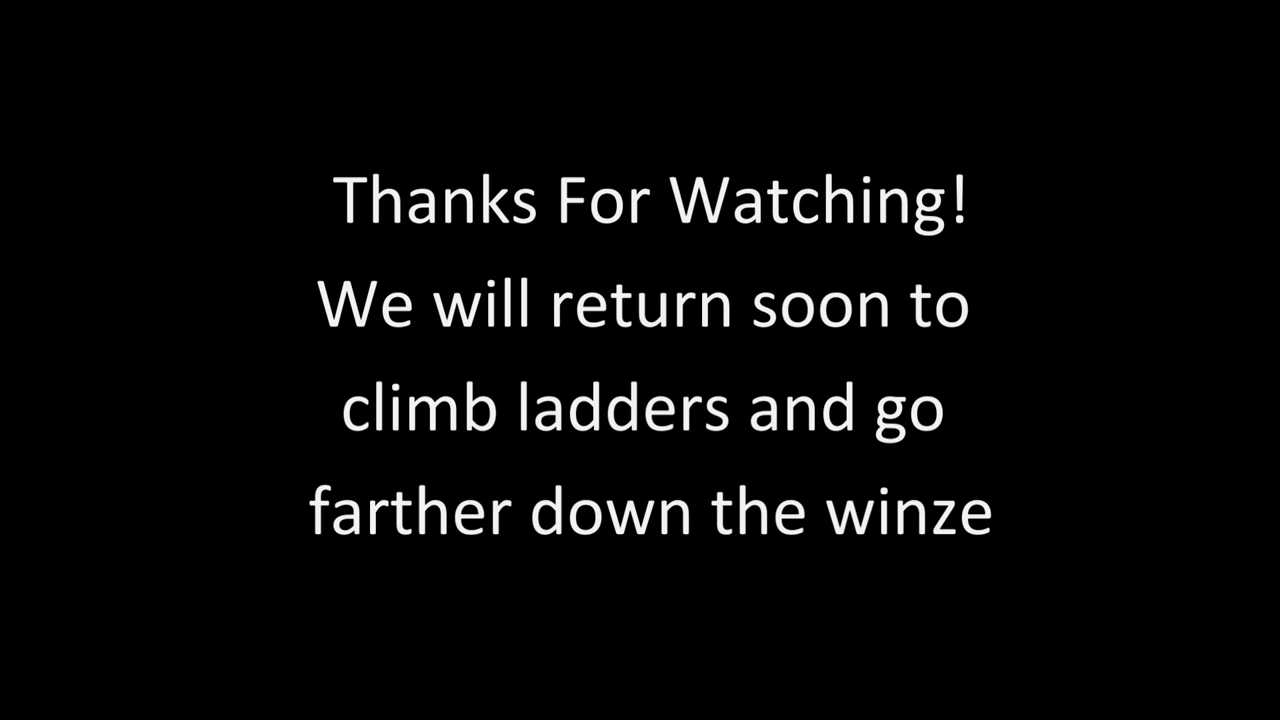 Thanks For Watching!
We will return soon to
climb ladders and go
farther down the winze